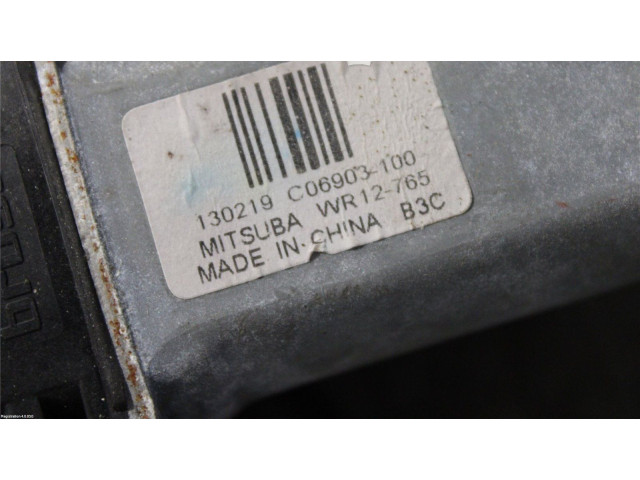 130219 C06903-100
MITSUBA WR12-765
MADE IN CHINA B3C